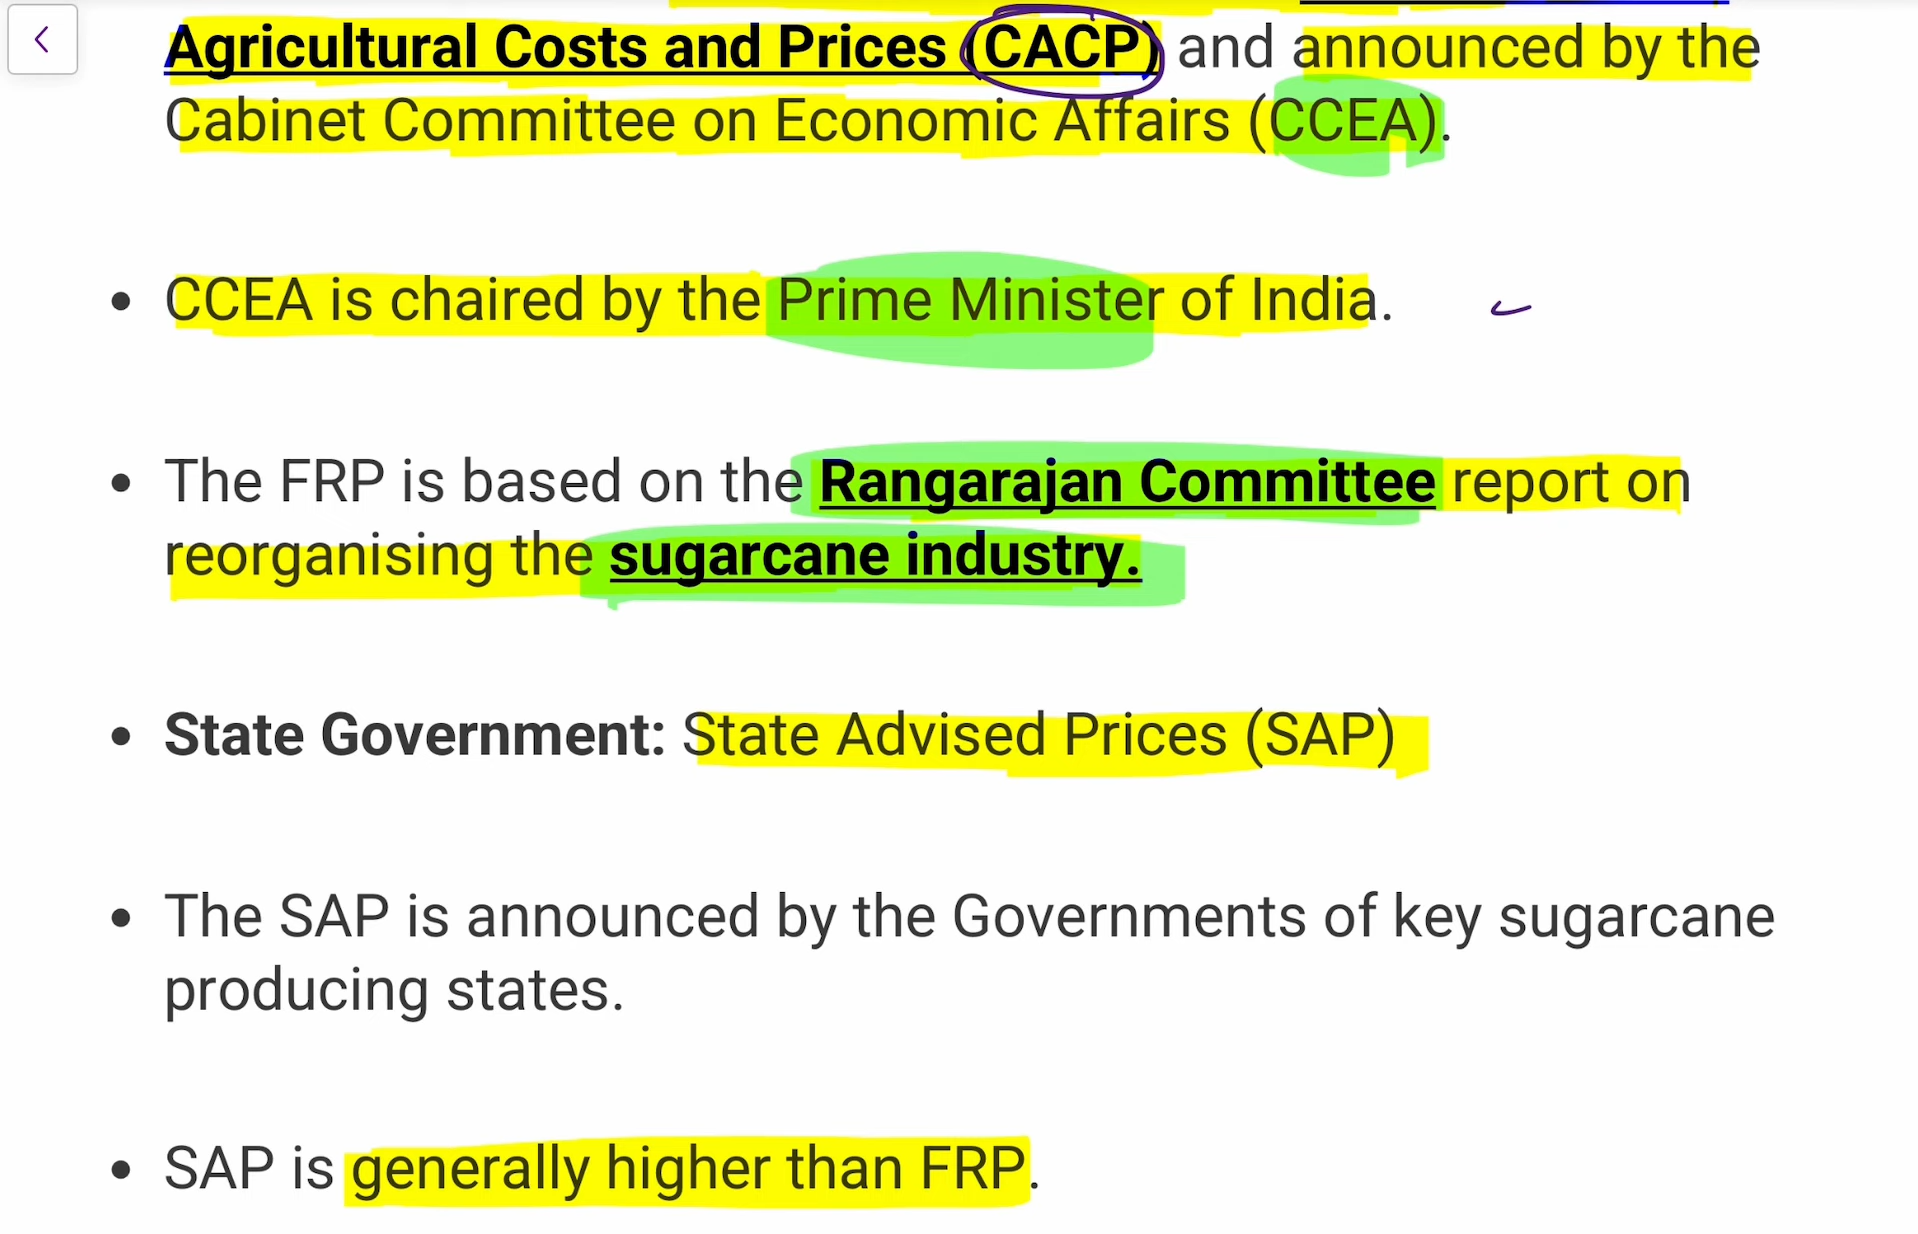 Agricultural Costs and Prices (CACP) and announced by the
Cabinet Committee on Economic Affairs (CCEA).
• CCEA is chaired by the Prime Minister of India.
• The FRP is based on the Rangarajan Committee report on
reorganising the sugarcane industry.
• State Government: State Advised Prices (SAP)
• The SAP is announced by the Governments of key sugarcane
producing states.
• SAP is generally higher than FRP.